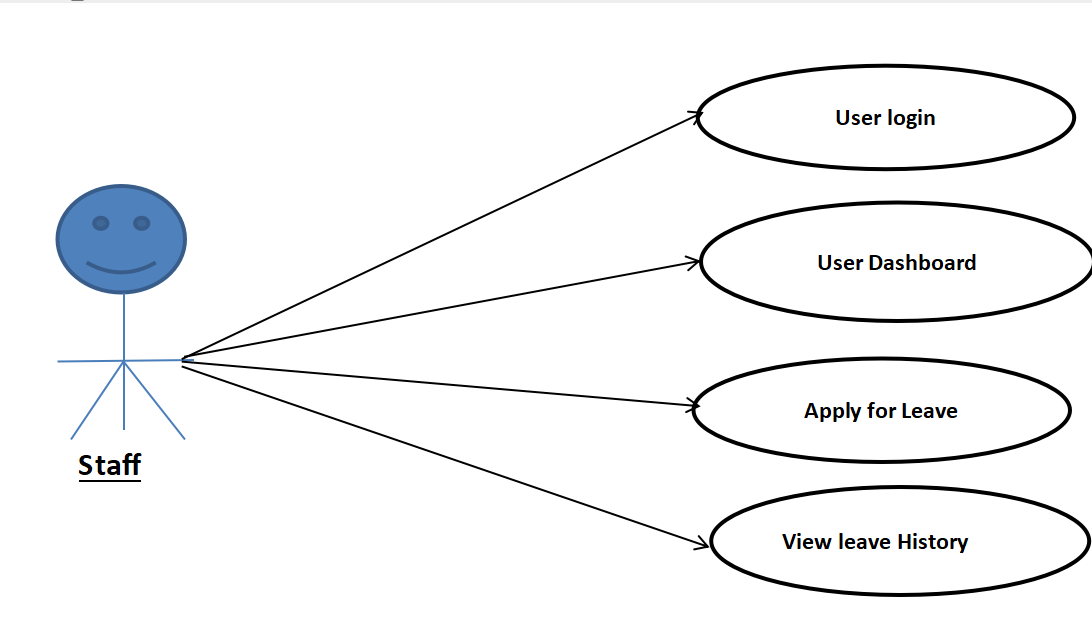 User login
User Dashboard
Apply for Leave
Staff
View leave History